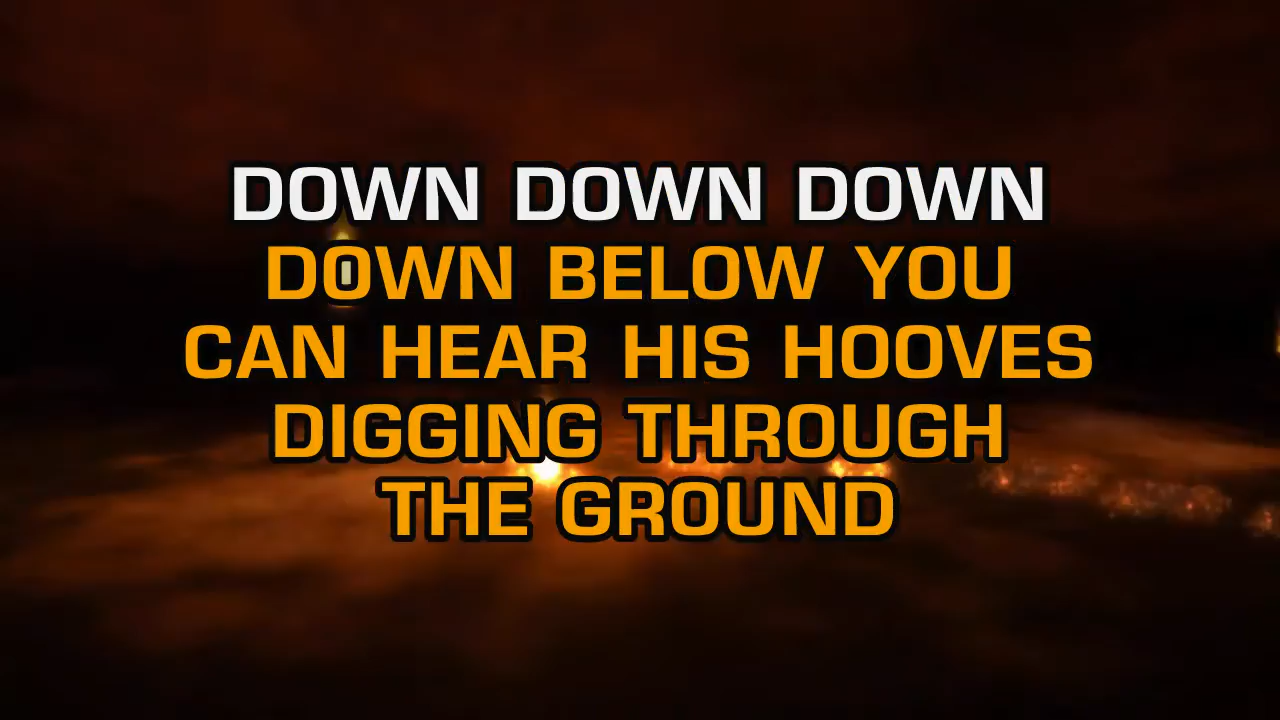 DOWN DOWN DOWN
DOWN BELOW YOU
CAN HEAR HIS HOOVES
DIGGING THROUGH
THE GROUND